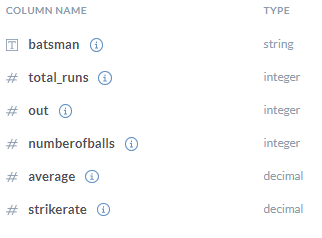 COLUMN NAME TYPE
T batsman i string
# total_runs i integer
# out i integer
# numberofballs i integer
# average i decimal
# strikerate i decimal